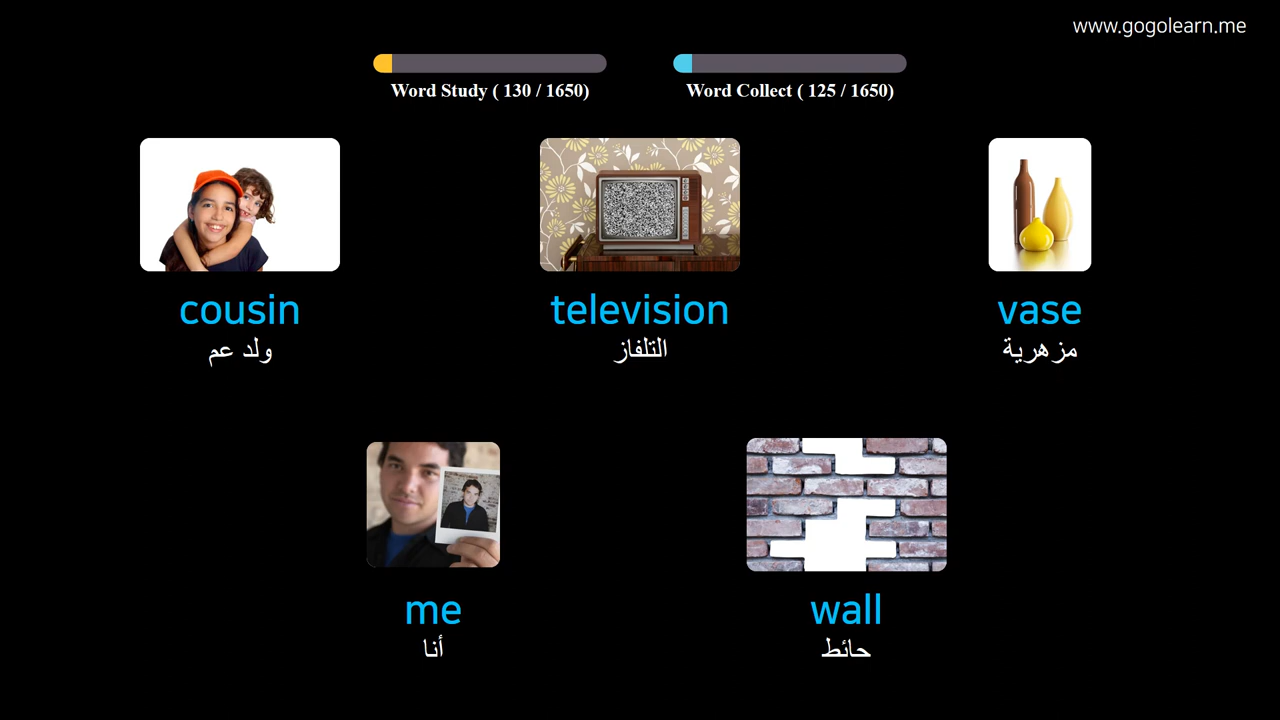 www.gogolearn.me
Word Study ( 130 / 1650)
Word Collect ( 125 / 1650)
cousin
ولد عم
television
التلفاز
vase
مزهرية
me
أنا
wall
حائط